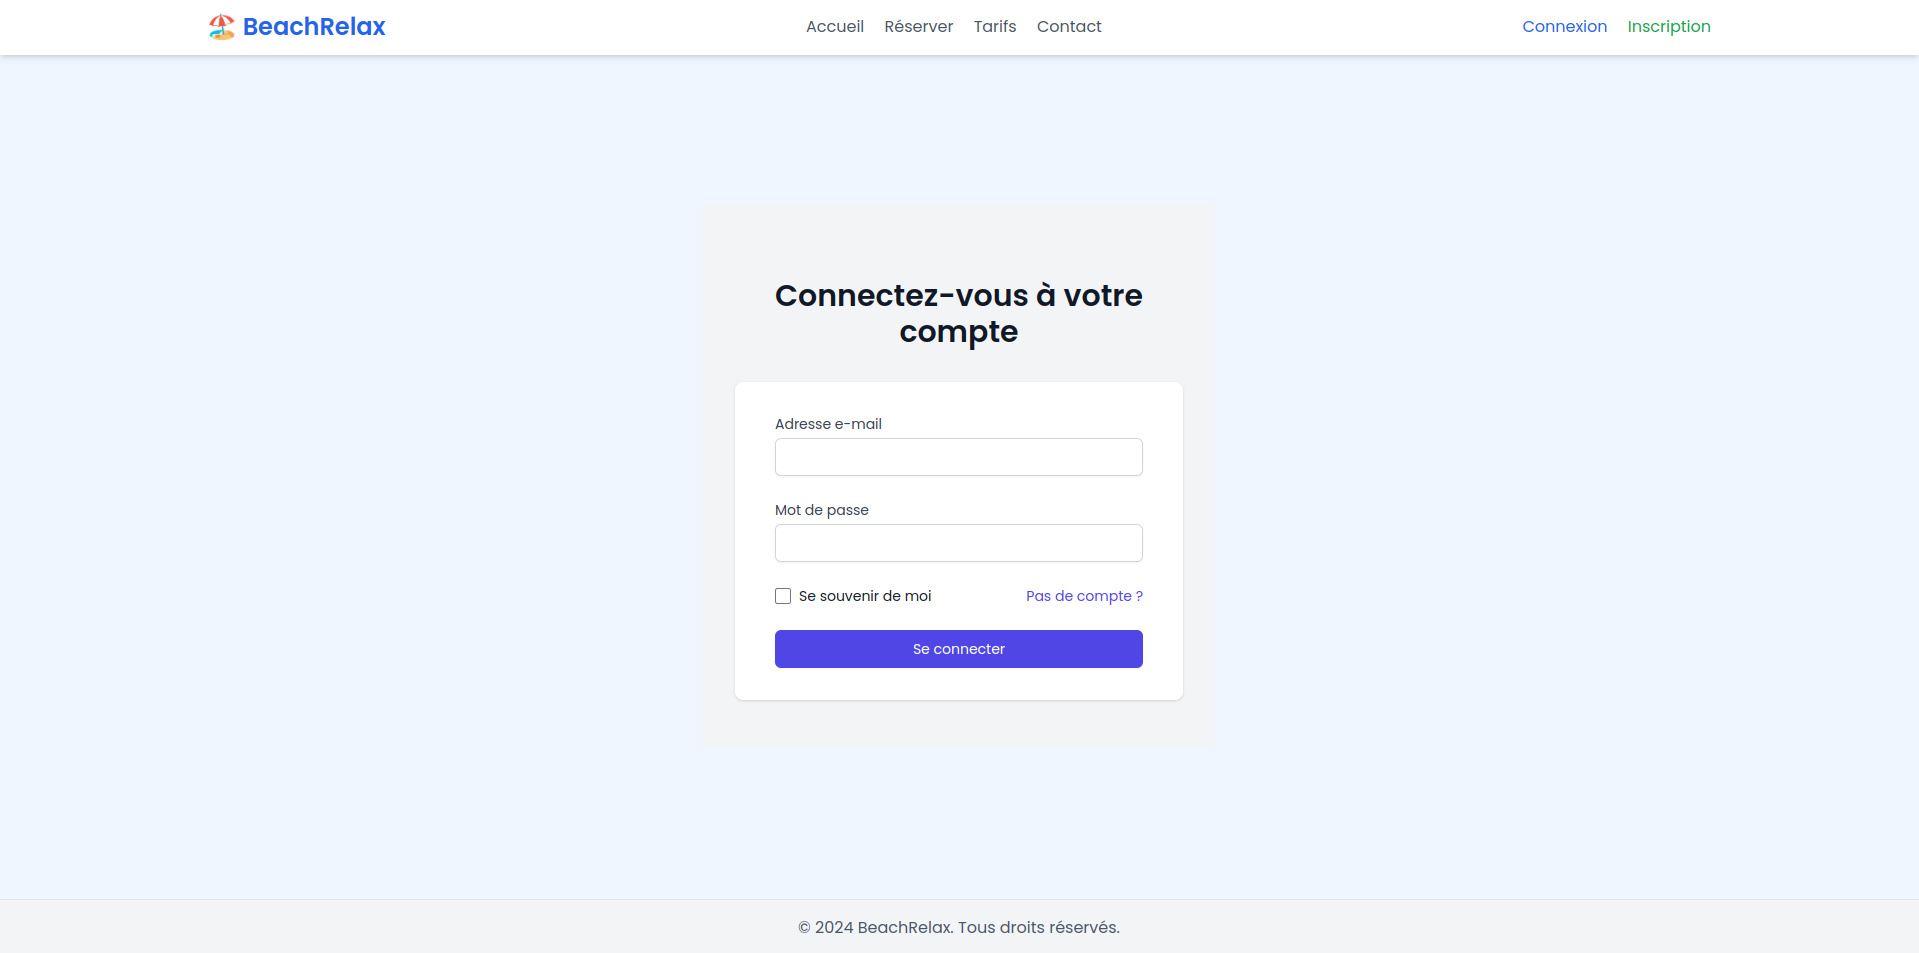 BeachRelax
Accueil Réserver Tarifs Contact
Connexion Inscription
Connectez-vous à votre
compte
Adresse e-mail
Mot de passe
Se souvenir de moi Pas de compte ?
Se connecter
© 2024 BeachRelax. Tous droits réservés.